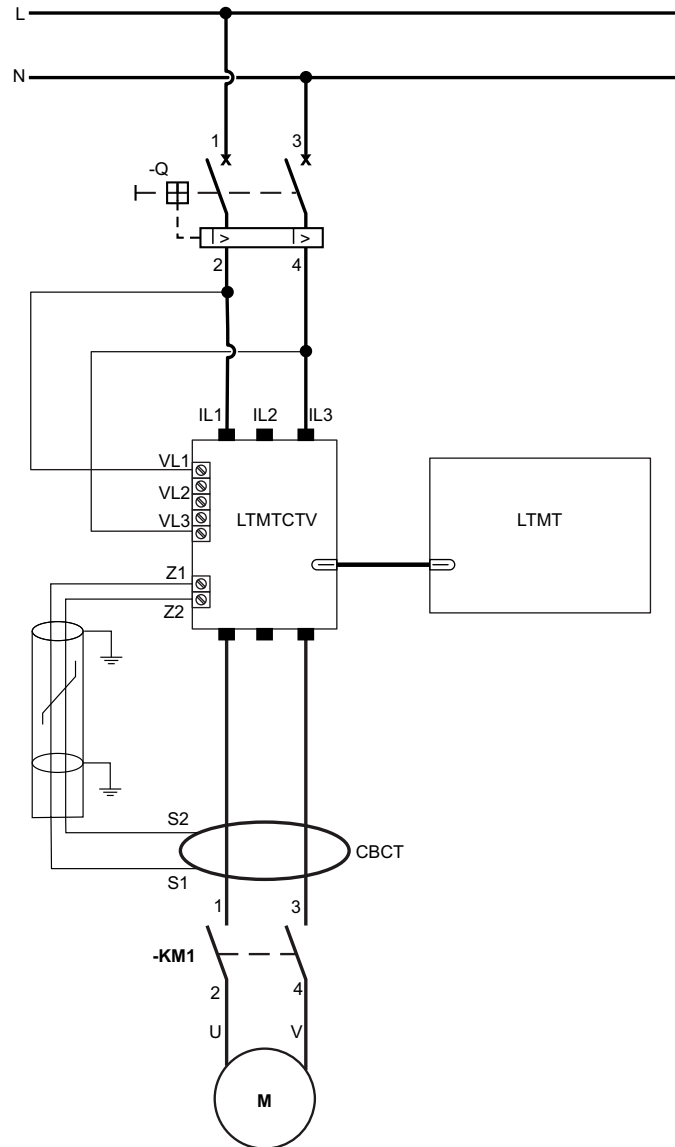 L
N
1 3
-Q
I > I >
2 4
IL1 IL2 IL3
VL1
VL2
VL3
LTMTCTV
LTMT
Z1
Z2
S2
CBCT
S1
1 3
-KM1
2 4
U V
M